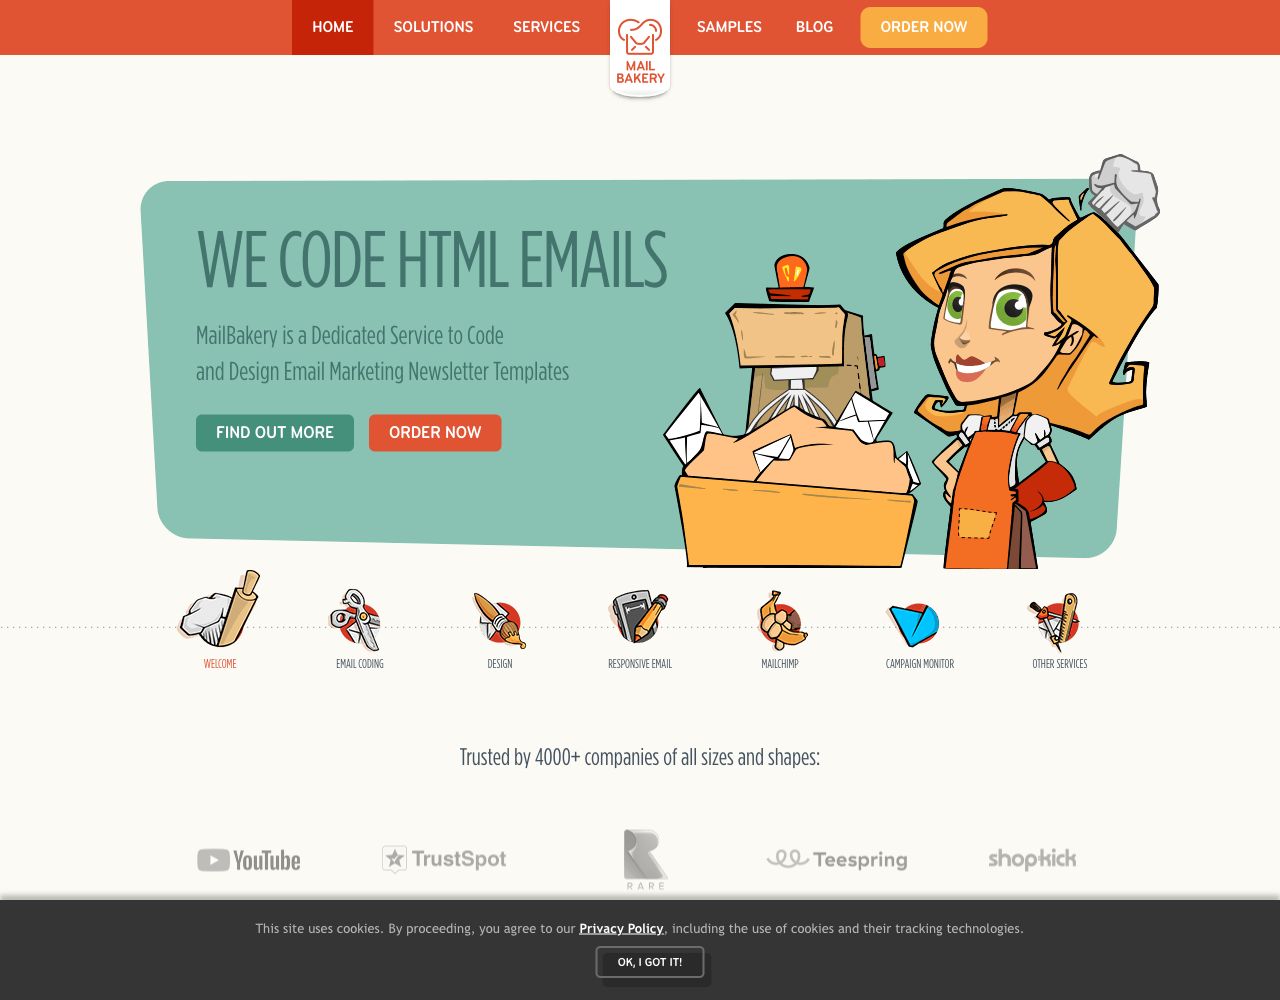 HOME SOLUTIONS SERVICES MAIL BAKERY SAMPLES BLOG ORDER NOW
WE CODE HTML EMAILS
MailBakery is a Dedicated Service to Code
and Design Email Marketing Newsletter Templates
FIND OUT MORE ORDER NOW
WELCOME EMAIL CODING DESIGN RESPONSIVE EMAIL MAILCHIMP CAMPAIGN MONITOR OTHER SERVICES
Trusted by 4000+ companies of all sizes and shapes:
YouTube TrustSpot RARE Teespring shopkick
This site uses cookies. By proceeding, you agree to our Privacy Policy, including the use of cookies and their tracking technologies.
OK, I GOT IT!